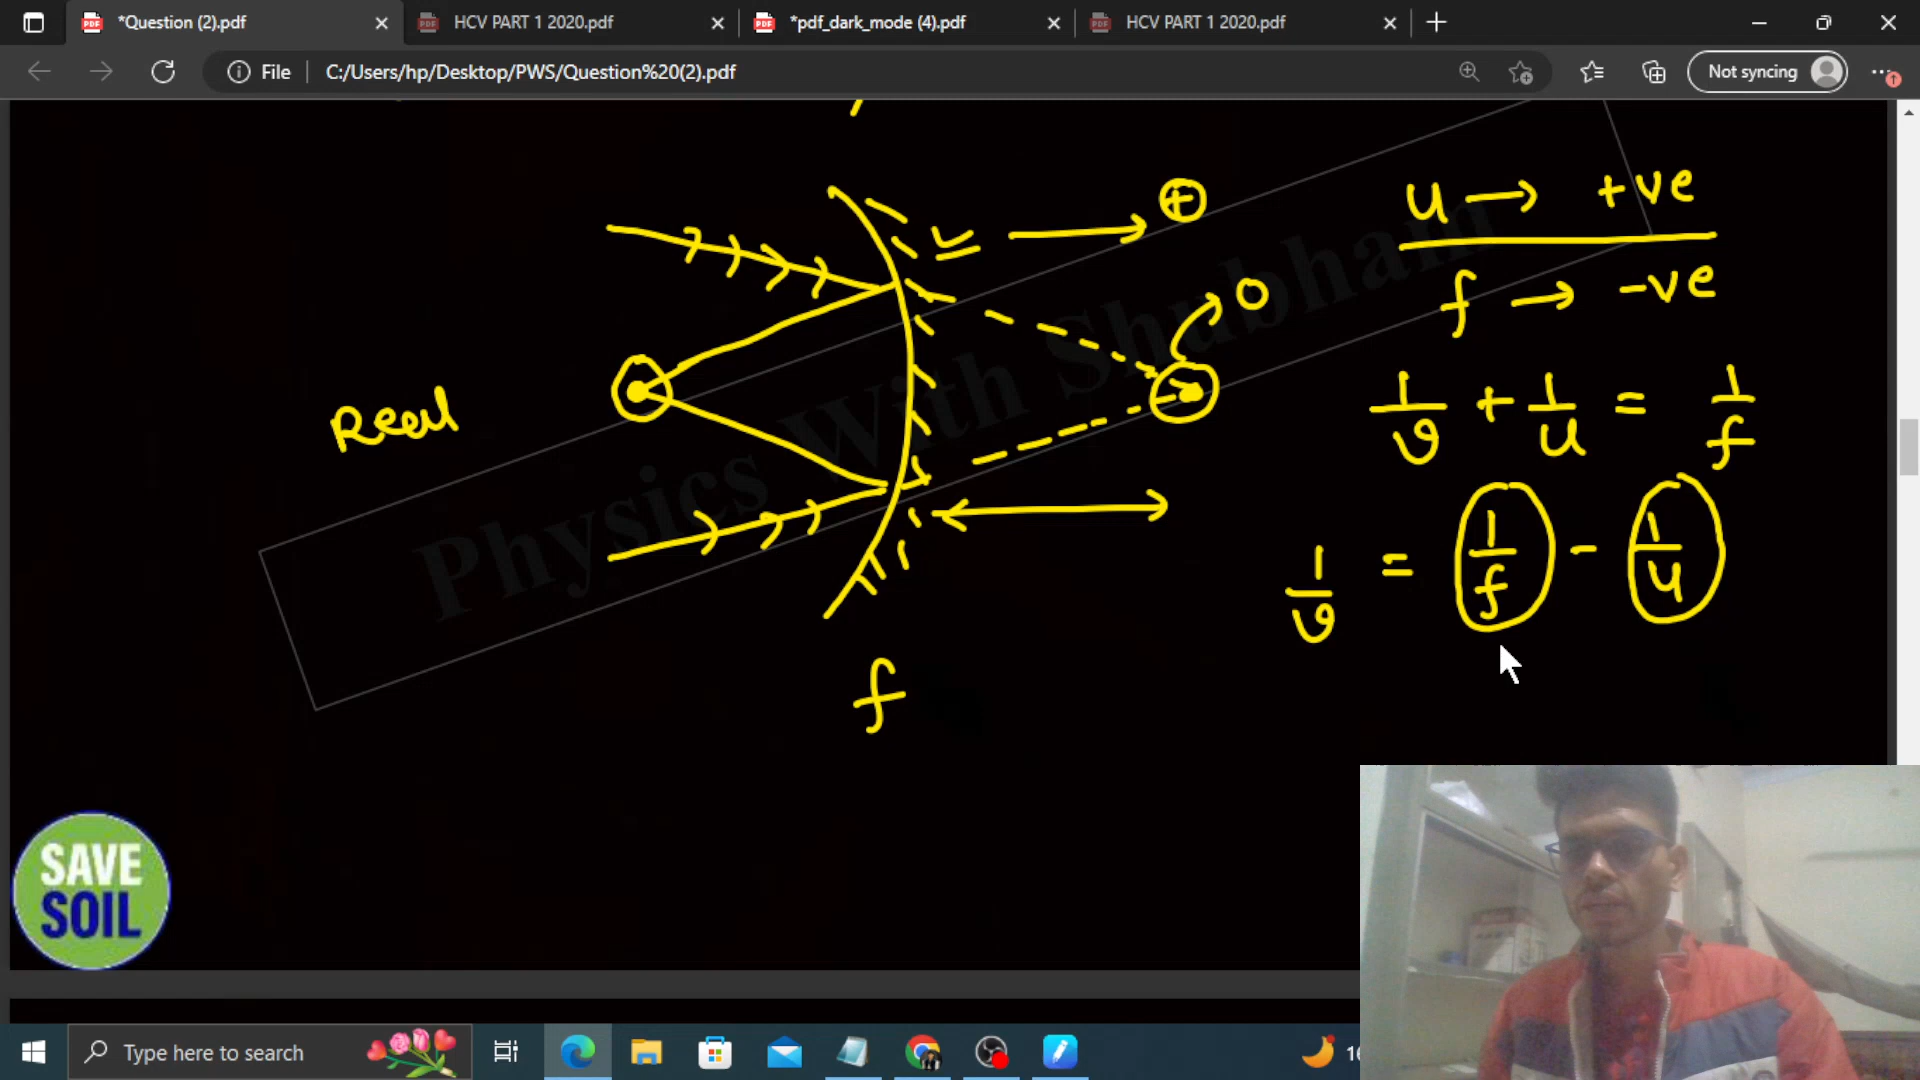 *Question (2).pdf
HCV PART 1 2020.pdf
*pdf_dark_mode (4).pdf
HCV PART 1 2020.pdf
File
C:/Users/hp/Desktop/PWS/Question%20(2).pdf
Not syncing
Physics With Shubham
⊕
u → +ve
f → -ve
O
Real
1/v + 1/u = 1/f
1/v = 1/f - 1/u
f
SAVE
SOIL
Type here to search